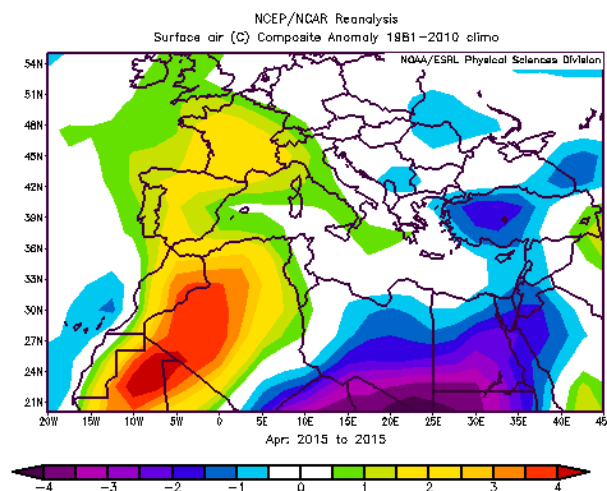 NCEP/NCAR Reanalysis
Surface air (C) Composite Anomaly 1981-2010 climo
NOAA/ESRL Physical Sciences Division
54N
51N
48N
45N
42N
39N
36N
33N
30N
27N
24N
21N
20W 15W 10W 5W 0 5E 10E 15E 20E 25E 30E 35E 40E 45E
Apr: 2015 to 2015
-4 -3 -2 -1 0 1 2 3 4